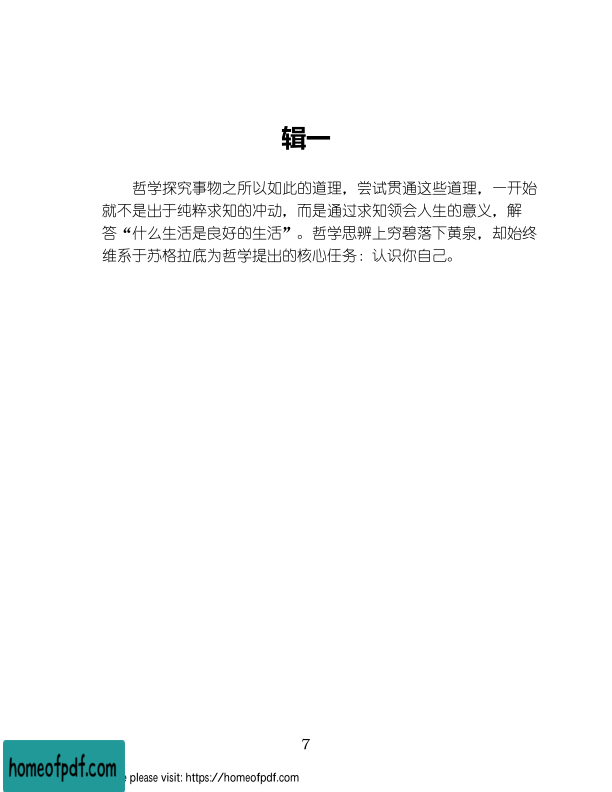 辑一
哲学探究事物之所以如此的道理，尝试贯通这些道理，一开始
就不是出于纯粹求知的冲动，而是通过求知领会人生的意义，解
答“什么生活是良好的生活”。哲学思辨上穷碧落下黄泉，却始终
维系于苏格拉底为哲学提出的核心任务：认识你自己。
7
homeofpdf.com
please visit: https://homeofpdf.com